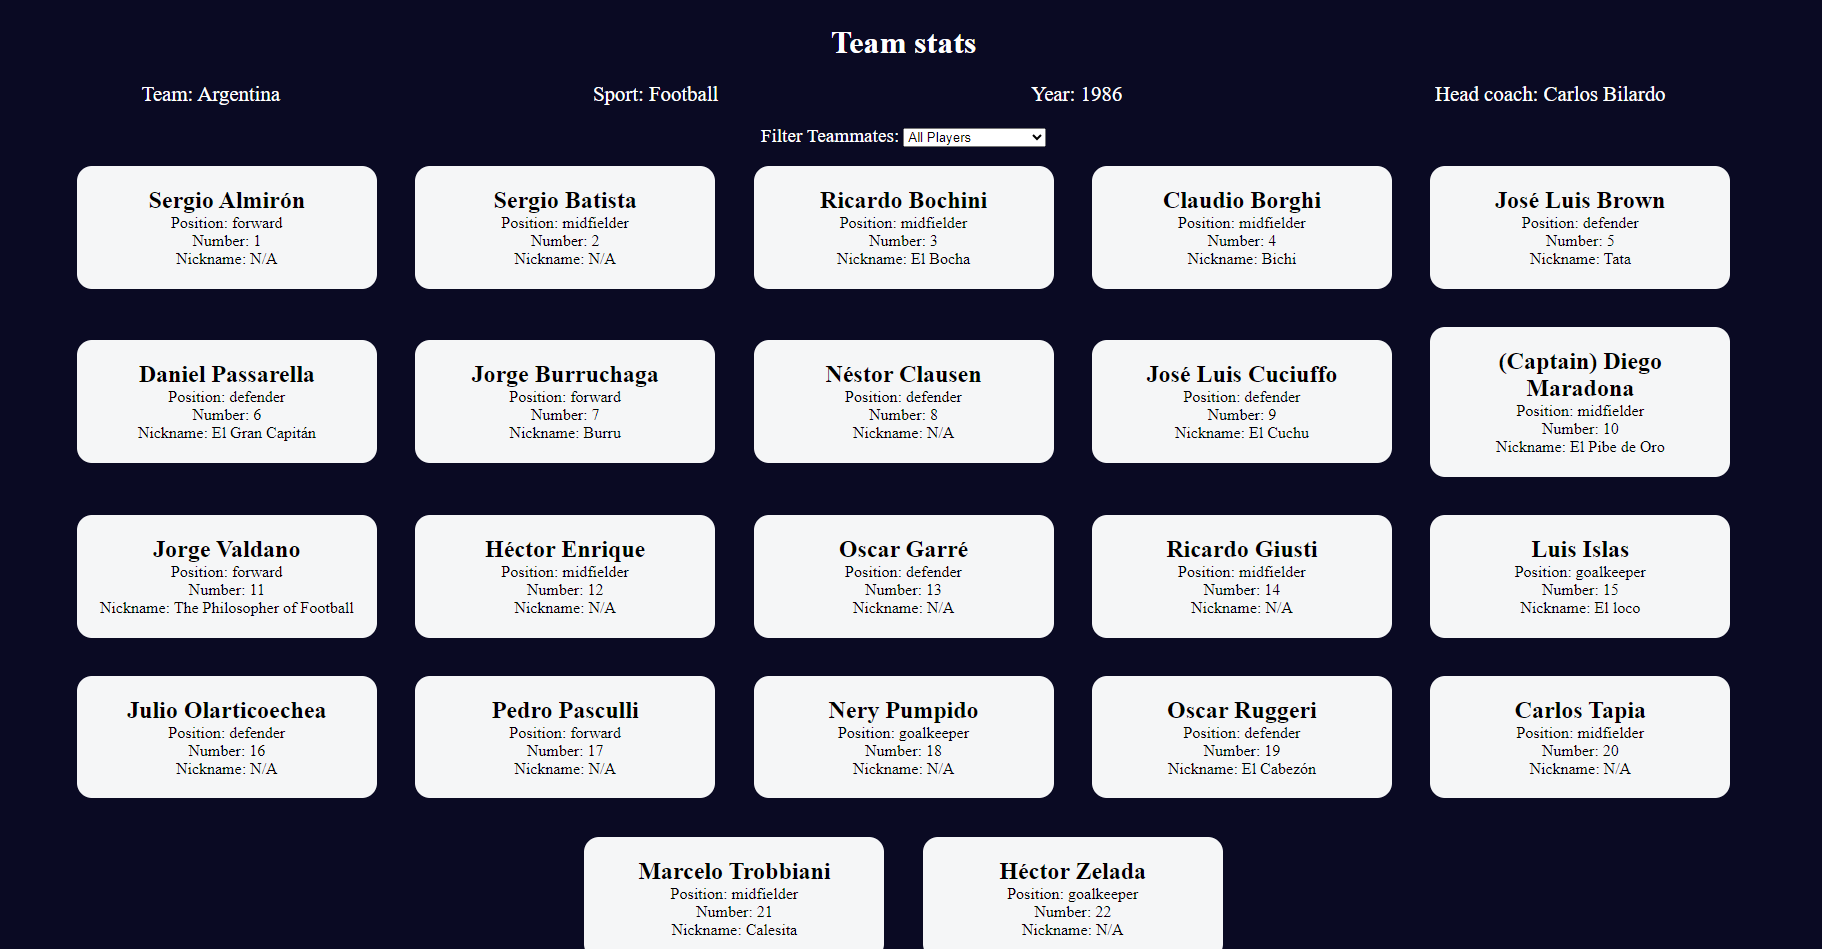 Team stats
Team: Argentina
Sport: Football
Year: 1986
Head coach: Carlos Bilardo
Filter Teammates: All Players
Sergio Almirón
Position: forward
Number: 1
Nickname: N/A
Sergio Batista
Position: midfielder
Number: 2
Nickname: N/A
Ricardo Bochini
Position: midfielder
Number: 3
Nickname: El Bocha
Claudio Borghi
Position: midfielder
Number: 4
Nickname: Bichi
José Luis Brown
Position: defender
Number: 5
Nickname: Tata
Daniel Passarella
Position: defender
Number: 6
Nickname: El Gran Capitán
Jorge Burruchaga
Position: forward
Number: 7
Nickname: Burru
Néstor Clausen
Position: defender
Number: 8
Nickname: N/A
José Luis Cuciuffo
Position: defender
Number: 9
Nickname: El Cuchu
(Captain) Diego
Maradona
Position: midfielder
Number: 10
Nickname: El Pibe de Oro
Jorge Valdano
Position: forward
Number: 11
Nickname: The Philosopher of Football
Héctor Enrique
Position: midfielder
Number: 12
Nickname: N/A
Oscar Garré
Position: defender
Number: 13
Nickname: N/A
Ricardo Giusti
Position: midfielder
Number: 14
Nickname: N/A
Luis Islas
Position: goalkeeper
Number: 15
Nickname: El loco
Julio Olarticoechea
Position: defender
Number: 16
Nickname: N/A
Pedro Pasculli
Position: forward
Number: 17
Nickname: N/A
Nery Pumpido
Position: goalkeeper
Number: 18
Nickname: N/A
Oscar Ruggeri
Position: defender
Number: 19
Nickname: El Cabezón
Carlos Tapia
Position: midfielder
Number: 20
Nickname: N/A
Marcelo Trobbiani
Position: midfielder
Number: 21
Nickname: Calesita
Héctor Zelada
Position: goalkeeper
Number: 22
Nickname: N/A